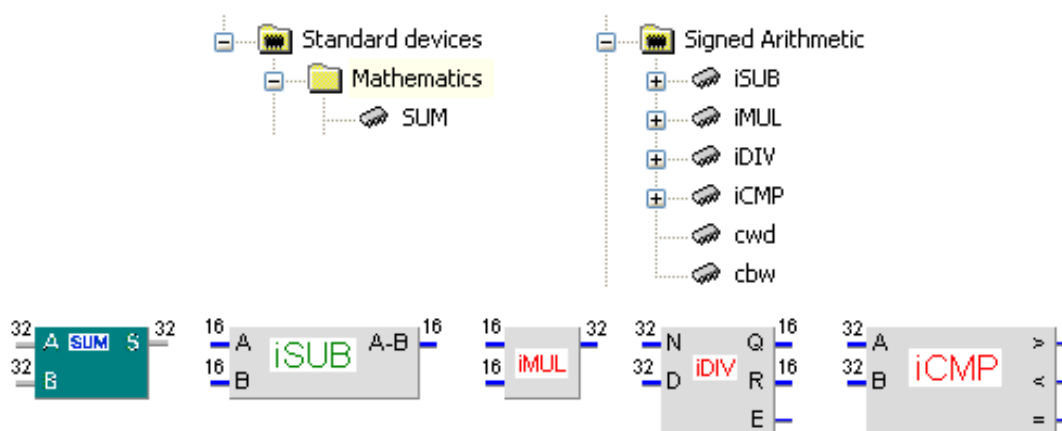 Standard devices
Mathematics
SUM
Signed Arithmetic
iSUB
iMUL
iDIV
iCMP
cwd
cbw
32 A SUM S 32
32 B
16 A iSUB A-B 16
16 B
16 iMUL 32
16
32 N iDIV Q 16
32 D R 16
E
32 A iCMP >
32 B <
=